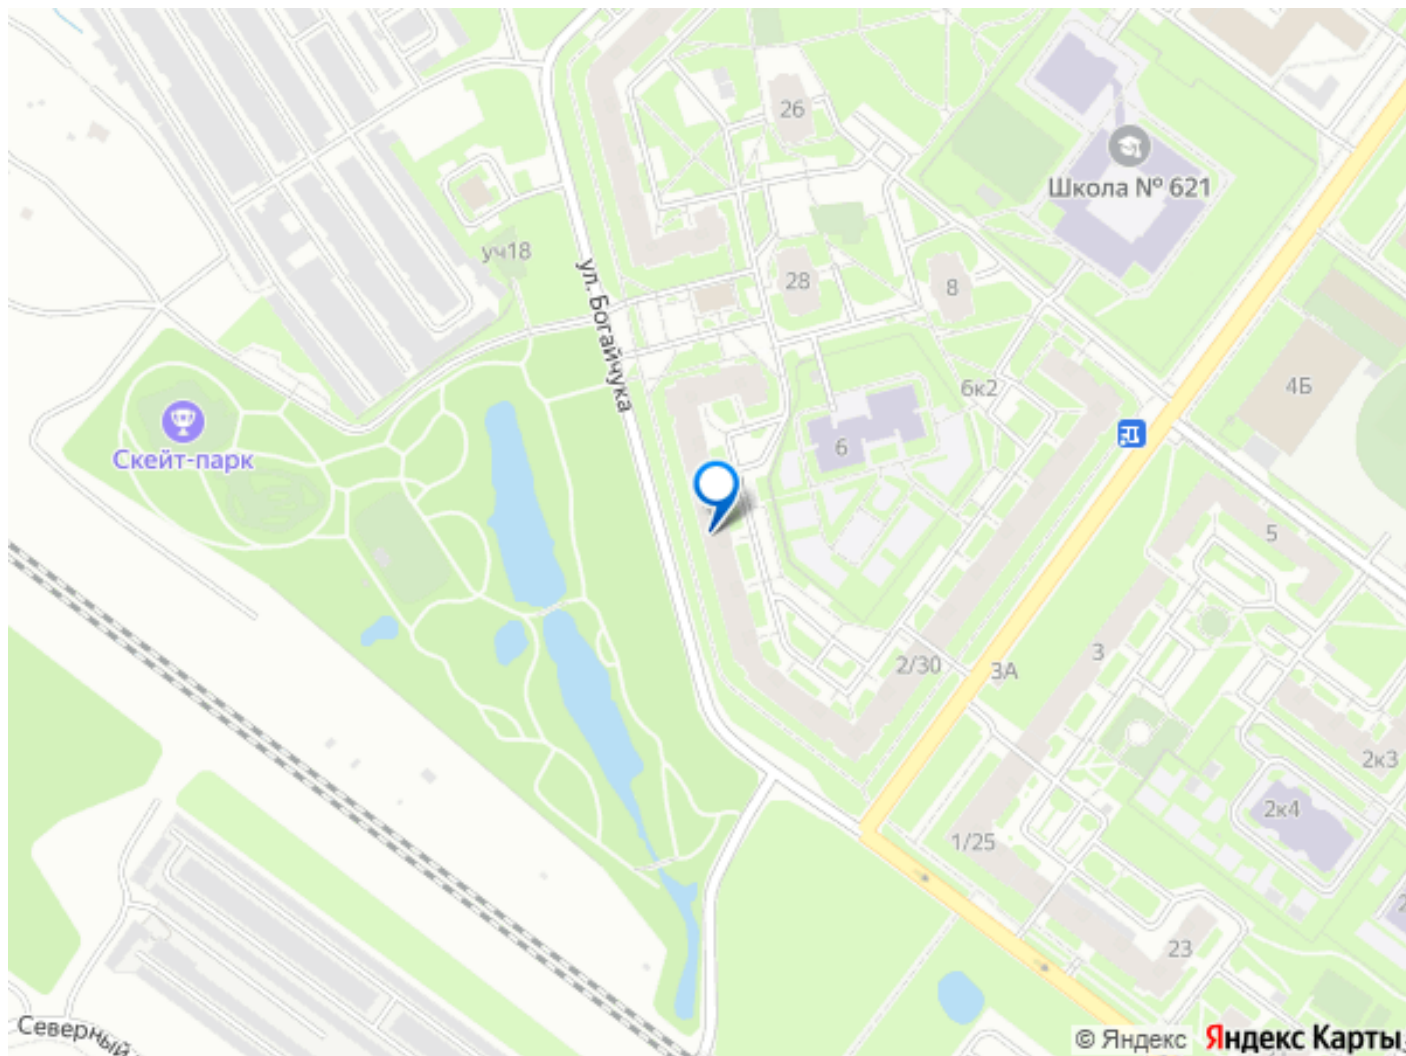 26
Школа № 621
уч18
ул. Богайчука
28
8
6к2
4Б
Скейт-парк
6
5
2/30
3А
3
2к3
2к4
1/25
23
Северный
© Яндекс
Яндекс Карты